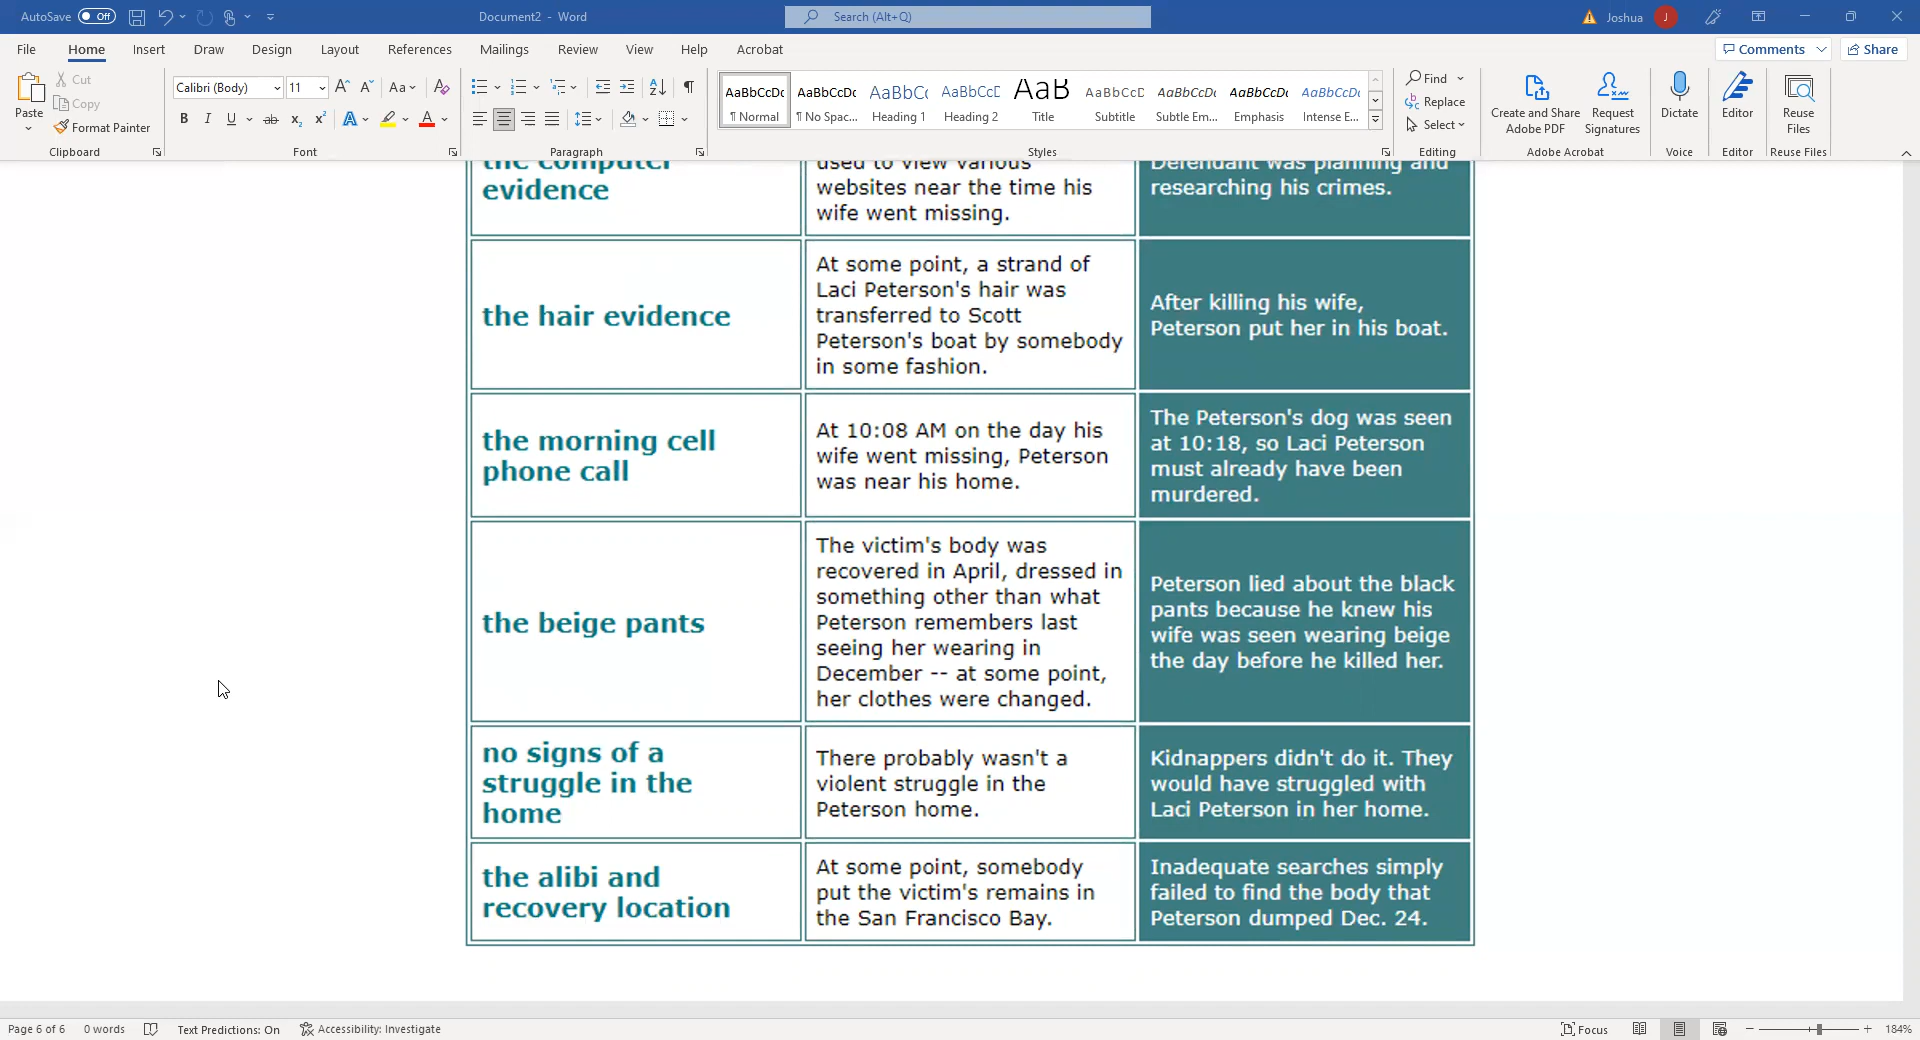 AutoSave Off
Document2 - Word
Search (Alt+Q)
Joshua
J
File Home Insert Draw Design Layout References Mailings Review View Help Acrobat
Comments Share
Paste
Cut
Copy
Format Painter
Clipboard
Calibri (Body) 11
Font
Paragraph
AaBbCcDc ¶ Normal
AaBbCcDc ¶ No Spac...
AaBbCc Heading 1
AaBbCcD Heading 2
AaB Title
AaBbCcD Subtitle
AaBbCcDc Subtle Em...
AaBbCcDc Emphasis
AaBbCcDc Intense E...
Styles
Find
Replace
Select
Editing
Create and Share
Adobe PDF
Request
Signatures
Adobe Acrobat
Dictate
Voice
Editor
Editor
Reuse
Files
Reuse Files
the computer
evidence
used to view various
websites near the time his
wife went missing.
Defendant was planning and
researching his crimes.
the hair evidence
At some point, a strand of
Laci Peterson's hair was
transferred to Scott
Peterson's boat by somebody
in some fashion.
After killing his wife,
Peterson put her in his boat.
the morning cell
phone call
At 10:08 AM on the day his
wife went missing, Peterson
was near his home.
The Peterson's dog was seen
at 10:18, so Laci Peterson
must already have been
murdered.
the beige pants
The victim's body was
recovered in April, dressed in
something other than what
Peterson remembers last
seeing her wearing in
December -- at some point,
her clothes were changed.
Peterson lied about the black
pants because he knew his
wife was seen wearing beige
the day before he killed her.
no signs of a
struggle in the
home
There probably wasn't a
violent struggle in the
Peterson home.
Kidnappers didn't do it. They
would have struggled with
Laci Peterson in her home.
the alibi and
recovery location
At some point, somebody
put the victim's remains in
the San Francisco Bay.
Inadequate searches simply
failed to find the body that
Peterson dumped Dec. 24.
Page 6 of 6 0 words Text Predictions: On Accessibility: Investigate
Focus
184%